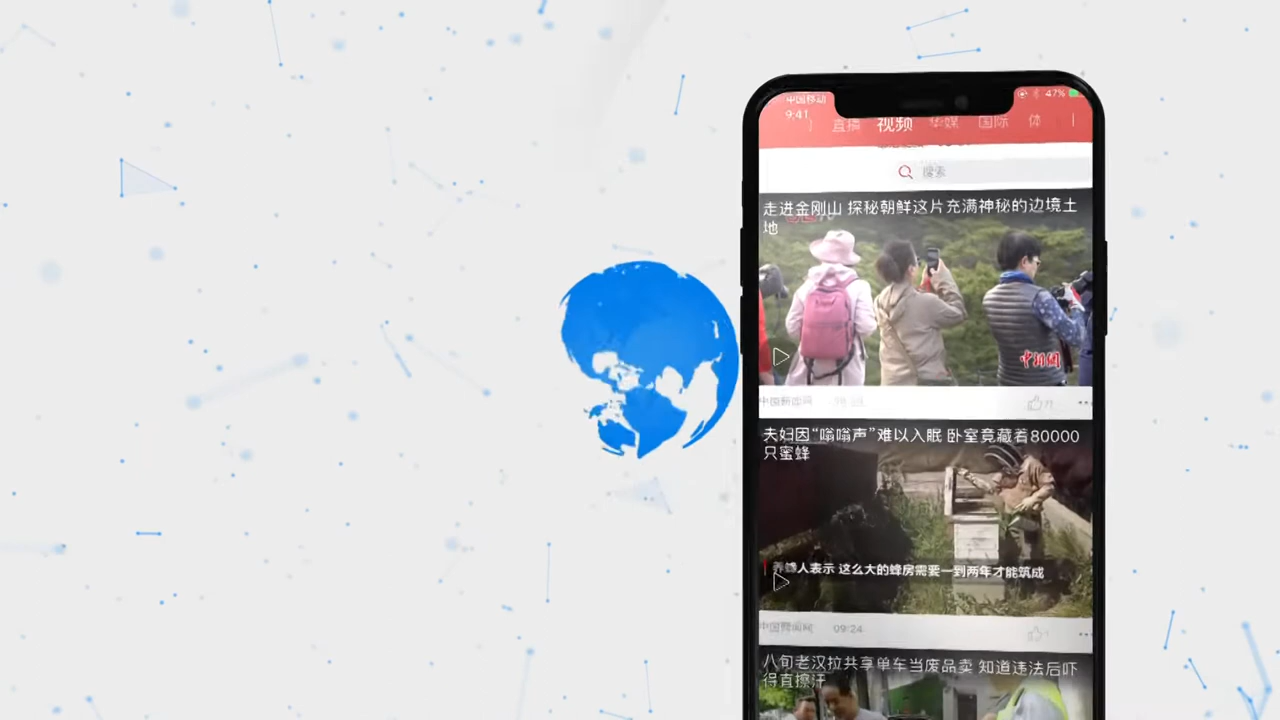 中国移动
47%
9:41
直播 视频 华媒 国际 体
搜索
走进金刚山 探秘朝鲜这片充满神秘的边境土
地
中新网
中国新闻网
夫妇因“嗡嗡声”难以入眠 卧室竟藏着80000
只蜜蜂
养蜂人表示 这么大的蜂房需要一到两年才能筑成
中国新闻网 09:24
八旬老汉拉共享单车当废品卖 知道违法后吓
得直擦汗